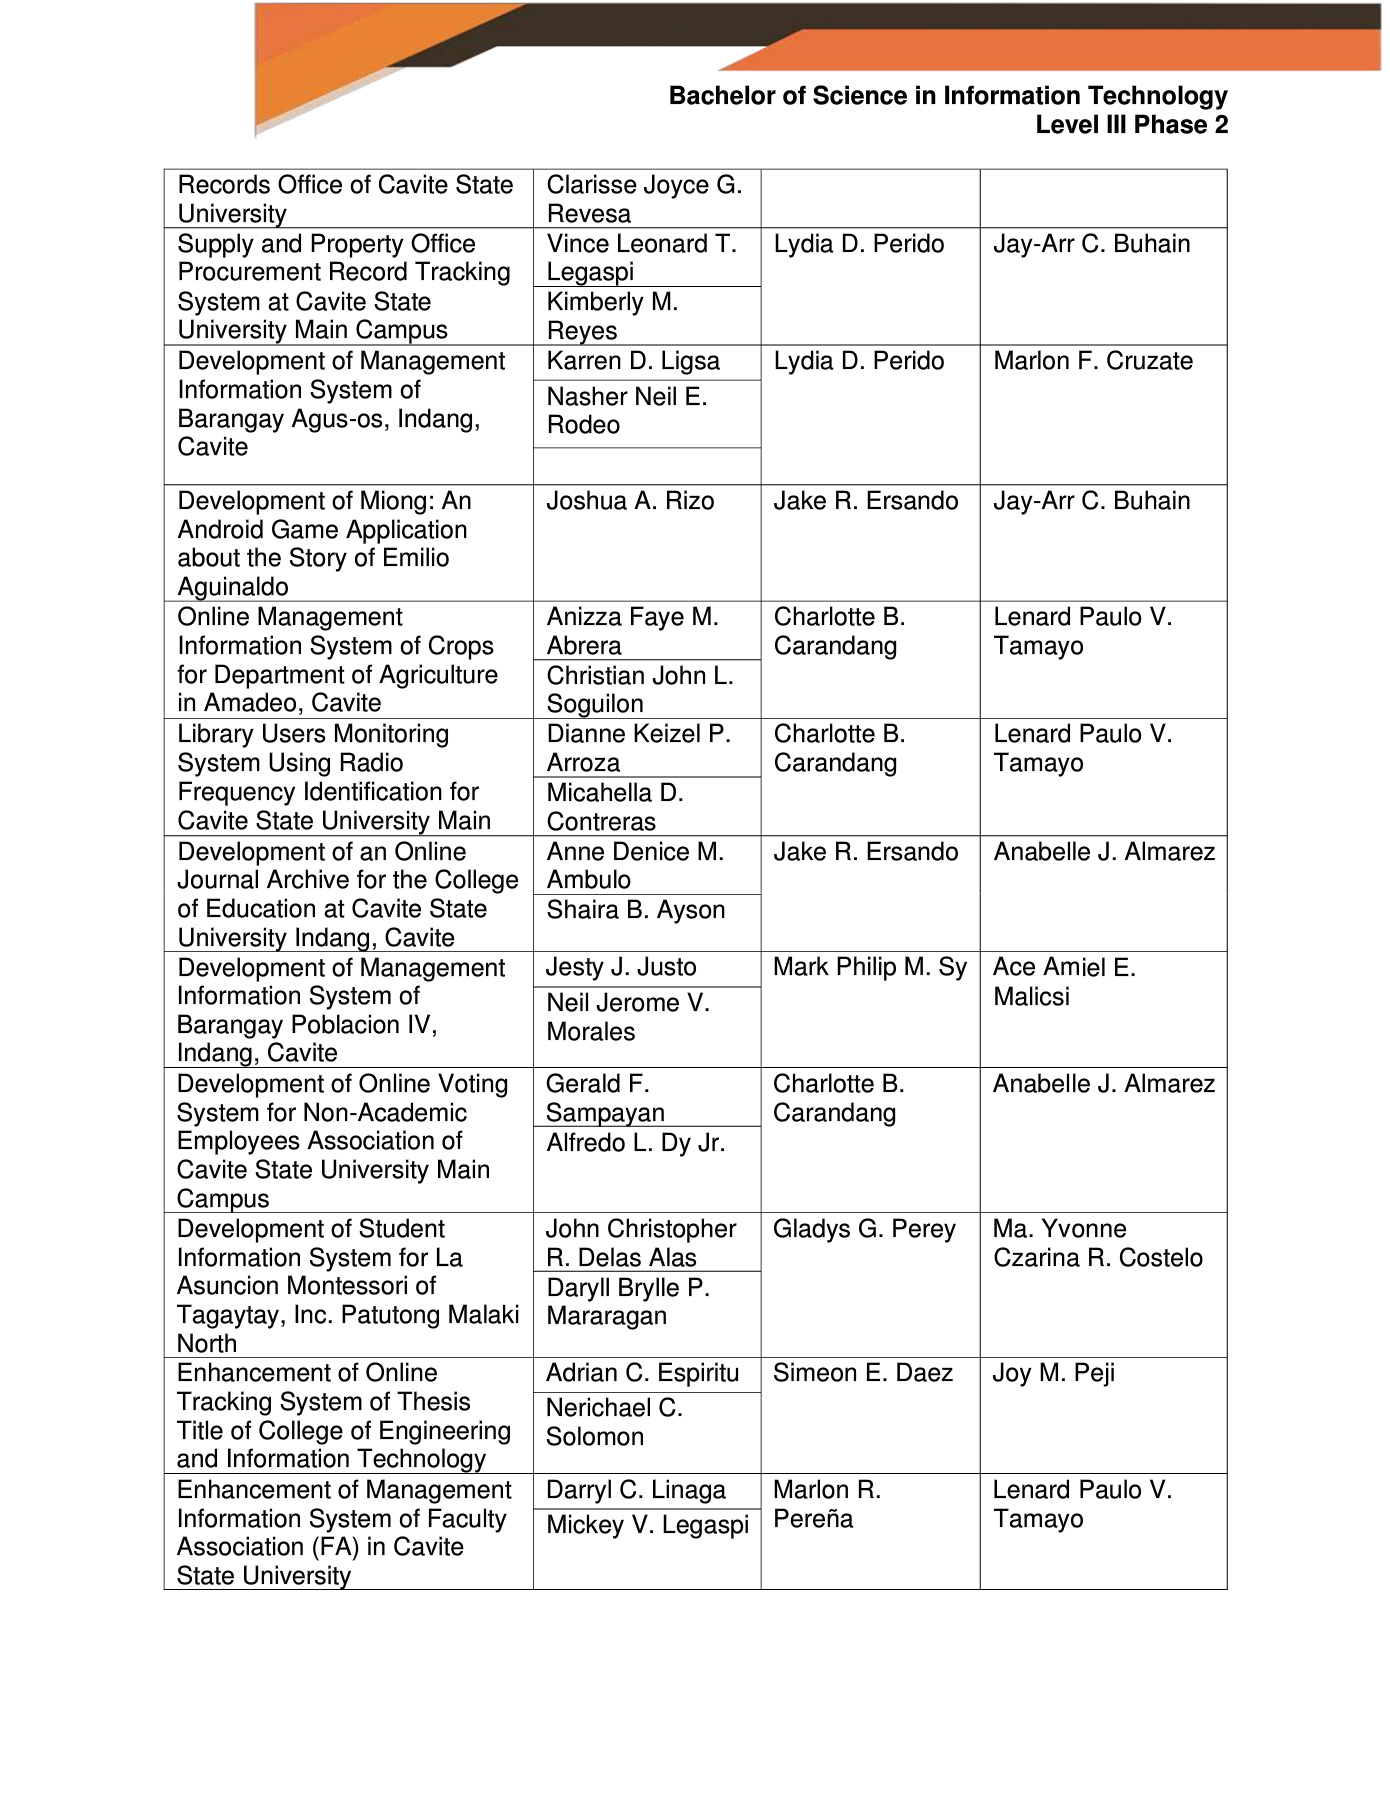 Bachelor of Science in Information Technology
Level III Phase 2
Records Office of Cavite State
University
Clarisse Joyce G.
Revesa
Supply and Property Office
Procurement Record Tracking
System at Cavite State
University Main Campus
Vince Leonard T.
Legaspi
Kimberly M.
Reyes
Lydia D. Perido
Jay-Arr C. Buhain
Development of Management
Information System of
Barangay Agus-os, Indang,
Cavite
Karren D. Ligsa
Nasher Neil E.
Rodeo
Lydia D. Perido
Marlon F. Cruzate
Development of Miong: An
Android Game Application
about the Story of Emilio
Aguinaldo
Joshua A. Rizo
Jake R. Ersando
Jay-Arr C. Buhain
Online Management
Information System of Crops
for Department of Agriculture
in Amadeo, Cavite
Anizza Faye M.
Abrera
Christian John L.
Soguilon
Charlotte B.
Carandang
Lenard Paulo V.
Tamayo
Library Users Monitoring
System Using Radio
Frequency Identification for
Cavite State University Main
Dianne Keizel P.
Arroza
Micahella D.
Contreras
Charlotte B.
Carandang
Lenard Paulo V.
Tamayo
Development of an Online
Journal Archive for the College
of Education at Cavite State
University Indang, Cavite
Anne Denice M.
Ambulo
Shaira B. Ayson
Jake R. Ersando
Anabelle J. Almarez
Development of Management
Information System of
Barangay Poblacion IV,
Indang, Cavite
Jesty J. Justo
Neil Jerome V.
Morales
Mark Philip M. Sy
Ace Amiel E.
Malicsi
Development of Online Voting
System for Non-Academic
Employees Association of
Cavite State University Main
Campus
Gerald F.
Sampayan
Alfredo L. Dy Jr.
Charlotte B.
Carandang
Anabelle J. Almarez
Development of Student
Information System for La
Asuncion Montessori of
Tagaytay, Inc. Patutong Malaki
North
John Christopher
R. Delas Alas
Daryll Brylle P.
Mararagan
Gladys G. Perey
Ma. Yvonne
Czarina R. Costelo
Enhancement of Online
Tracking System of Thesis
Title of College of Engineering
and Information Technology
Adrian C. Espiritu
Nerichael C.
Solomon
Simeon E. Daez
Joy M. Peji
Enhancement of Management
Information System of Faculty
Association (FA) in Cavite
State University
Darryl C. Linaga
Mickey V. Legaspi
Marlon R.
Pereña
Lenard Paulo V.
Tamayo